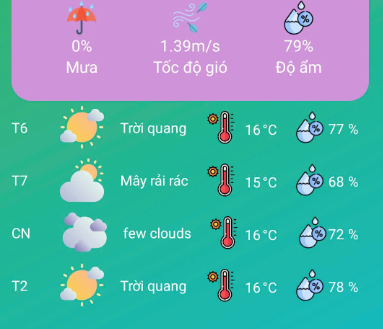 0% 1.39m/s 79%
Mưa Tốc độ gió Độ ẩm
T6 Trời quang 16°C % 77 %
T7 Mây rải rác 15°C % 68 %
CN few clouds 16°C % 72 %
T2 Trời quang 16°C % 78 %